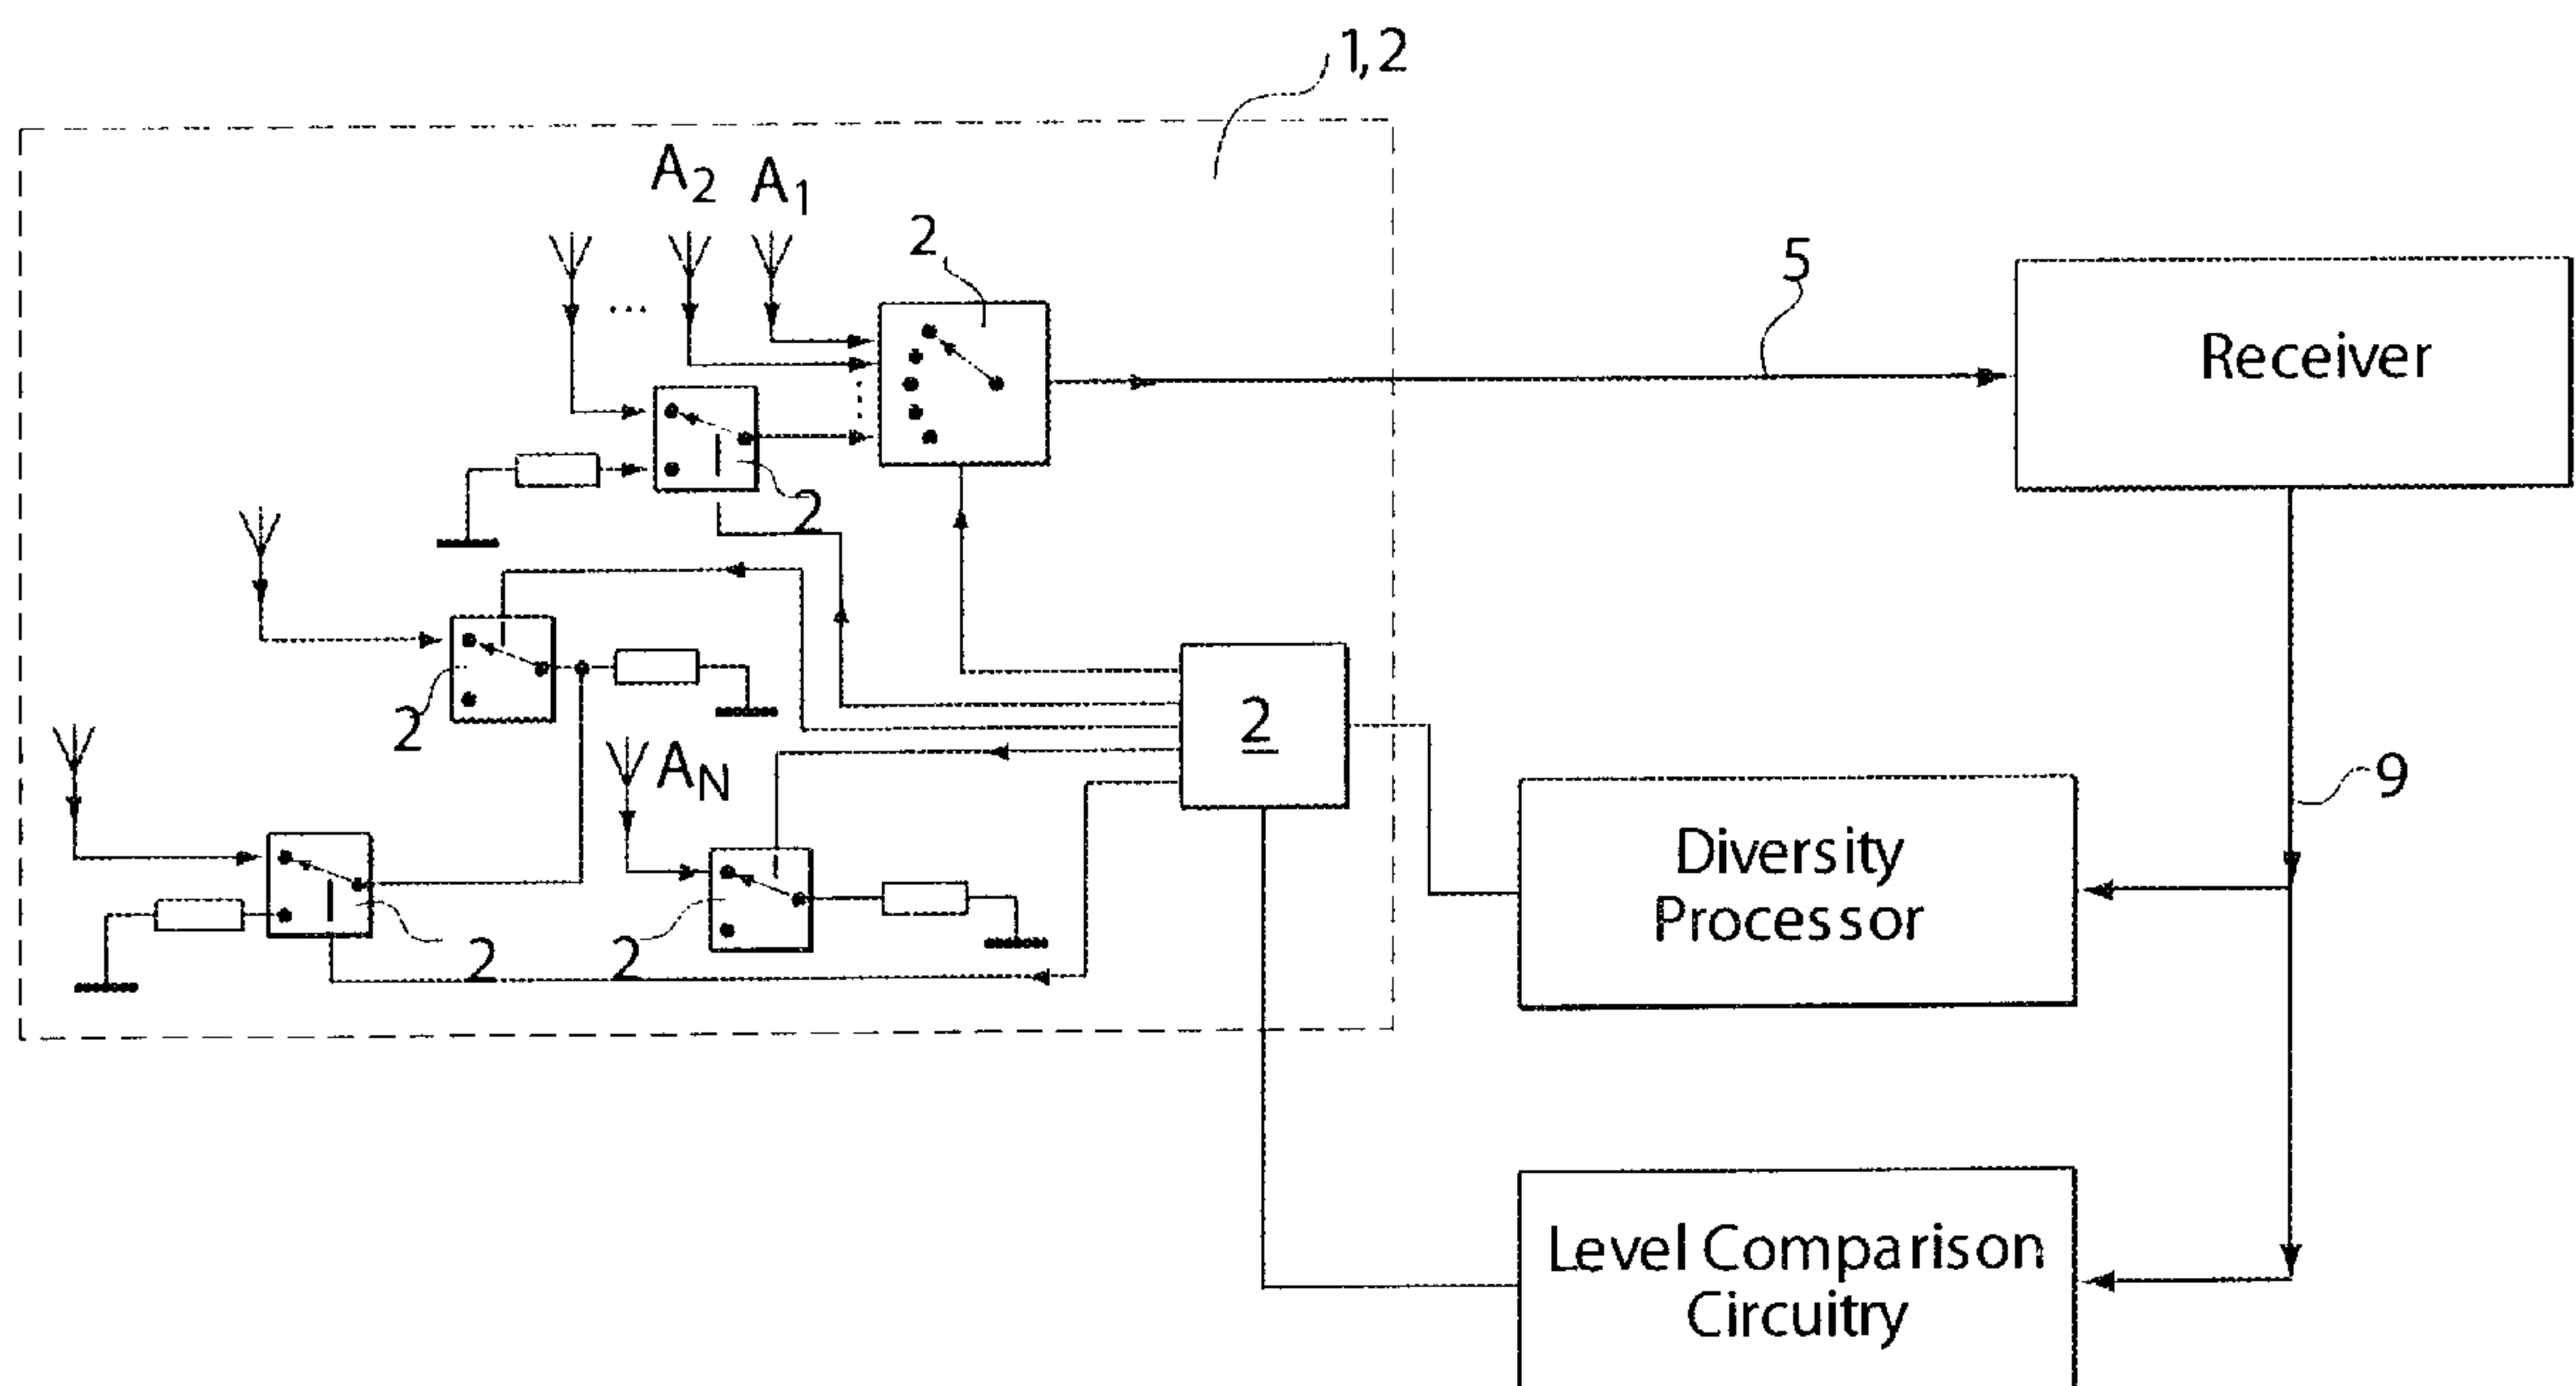 1,2
A2 A1
2
5
Receiver
2
2
2
AN
9
Diversity
Processor
2
2
Level Comparison
Circuitry